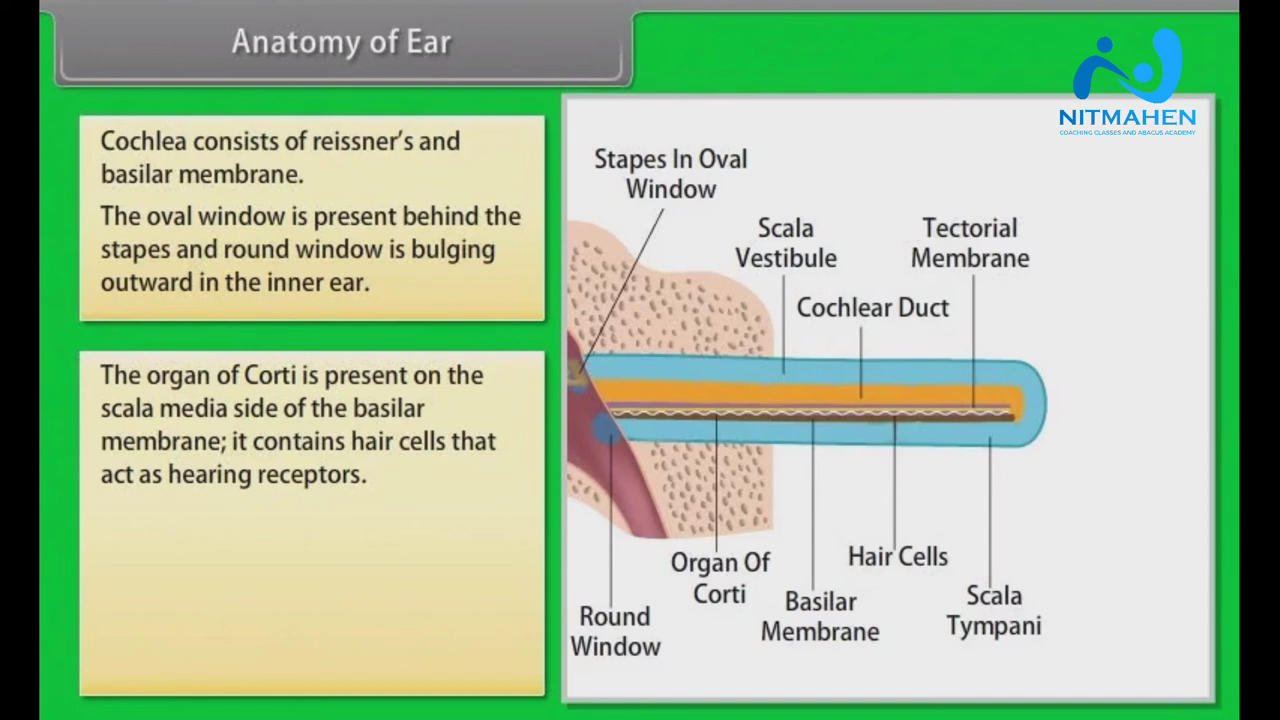 Anatomy of Ear
NITMAHEN
COACHING CLASSES AND ABACUS ACADEMY
Cochlea consists of reissner's and
basilar membrane.
The oval window is present behind the
stapes and round window is bulging
outward in the inner ear.
The organ of Corti is present on the
scala media side of the basilar
membrane; it contains hair cells that
act as hearing receptors.
Stapes In Oval
Window
Scala
Vestibule
Tectorial
Membrane
Cochlear Duct
Organ Of
Corti
Hair Cells
Basilar
Membrane
Scala
Tympani
Round
Window